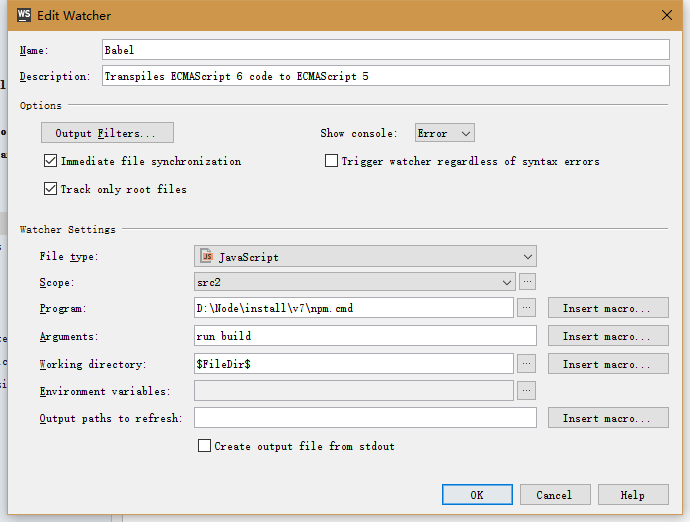 WS Edit Watcher
Name: Babel
Description: Transpiles ECMAScript 6 code to ECMAScript 5
Options
Output Filters... Show console: Error
Immediate file synchronization Trigger watcher regardless of syntax errors
Track only root files
Watcher Settings
File type: JS JavaScript
Scope: src2 ...
Program: D:\Node\install\v7\npm.cmd ... Insert macro...
Arguments: run build Insert macro...
Working directory: $FileDir$ ... Insert macro...
Environment variables: ...
Output paths to refresh: Insert macro...
Create output file from stdout
OK Cancel Help